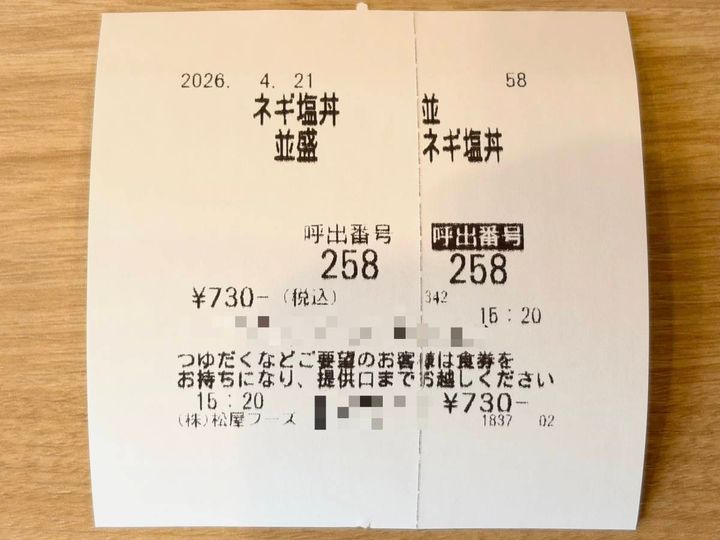 2026. 4. 21
ネギ塩丼
並盛
呼出番号
258
¥730-（税込）
58
並
ネギ塩丼
呼出番号
258
342
15：20
つゆだくなどご要望のお客様は食券を
お持ちになり、提供口までお越しください
15：20
¥730-
(株)松屋フーズ
1837 02